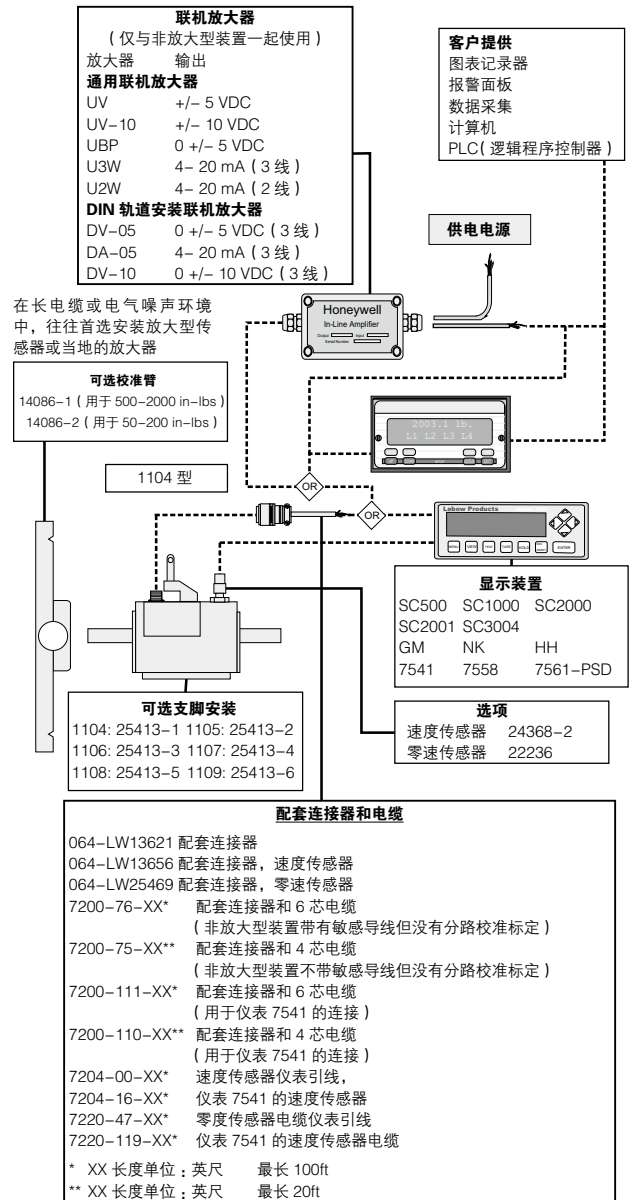 联机放大器
（仅与非放大型装置一起使用）
放大器 输出
通用联机放大器
UV +/– 5 VDC
UV–10 +/– 10 VDC
UBP 0 +/– 5 VDC
U3W 4– 20 mA（3 线）
U2W 4– 20 mA（2 线）
DIN 轨道安装联机放大器
DV–05 0 +/– 5 VDC（3 线）
DA–05 4– 20 mA（3 线）
DV–10 0 +/– 10 VDC（3 线）
客户提供
图表记录器
报警面板
数据采集
计算机
PLC（逻辑程序控制器）
供电电源
在长电缆或电气噪声环境
中，往往首选安装放大型传
感器或当地的放大器
Honeywell
In-Line Amplifier
Output Input
Serial Number
可选校准臂
14086–1（用于 500–2000 in–lbs）
14086–2（用于 50–200 in–lbs）
2003.1 lb.
L1 L2 L3 L4
1104 型
OR
OR
Lebow Products
MENU VIEW TEST TARE HOLD ENTER
显示装置
SC500 SC1000 SC2000
SC2001 SC3004
GM NK HH
7541 7558 7561–PSD
可选支脚安装
1104: 25413–1 1105: 25413–2
1106: 25413–3 1107: 25413–4
1108: 25413–5 1109: 25413–6
选项
速度传感器 24368–2
零速传感器 22236
配套连接器和电缆
064–LW13621 配套连接器
064–LW13656 配套连接器，速度传感器
064–LW25469 配套连接器，零速传感器
7200–76–XX* 配套连接器和 6 芯电缆
（非放大型装置带有敏感导线但没有分路校准标定）
7200–75–XX** 配套连接器和 4 芯电缆
（非放大型装置不带敏感导线但没有分路校准标定）
7200–111–XX* 配套连接器和 6 芯电缆
（用于仪表 7541 的连接）
7200–110–XX** 配套连接器和 4 芯电缆
（用于仪表 7541 的连接）
7204–00–XX* 速度传感器仪表引线，
7204–16–XX* 仪表 7541 的速度传感器
7220–47–XX* 零度传感器电缆仪表引线
7220–119–XX* 仪表 7541 的速度传感器电缆
* XX 长度单位：英尺 最长 100ft
** XX 长度单位：英尺 最长 20ft